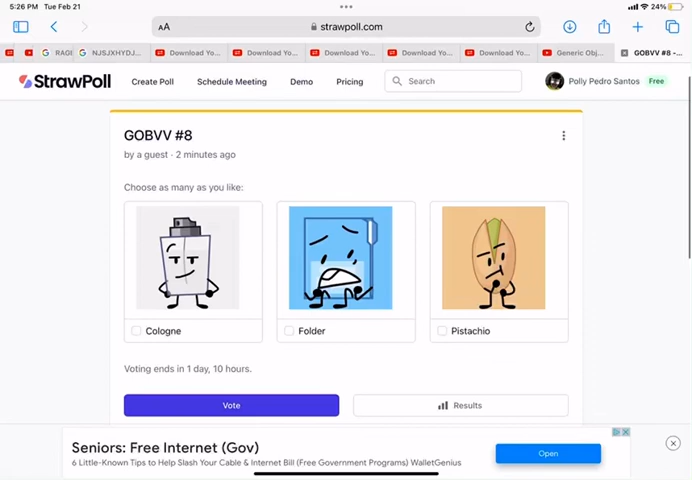 5:26 PM Tue Feb 21
24%
AA
strawpoll.com
RAGI
NJSJXHYDJ...
Download Yo...
Download Yo...
Download Yo...
Download Yo...
Download Yo...
Generic Obj...
GOBVV #8 -...
StrawPoll
Create Poll
Schedule Meeting
Demo
Pricing
Search
Polly Pedro Santos
Free
GOBVV #8
by a guest · 2 minutes ago
Choose as many as you like:
Cologne
Folder
Pistachio
Voting ends in 1 day, 10 hours.
Vote
Results
Seniors: Free Internet (Gov)
6 Little-Known Tips to Help Slash Your Cable & Internet Bill (Free Government Programs) WalletGenius
Open